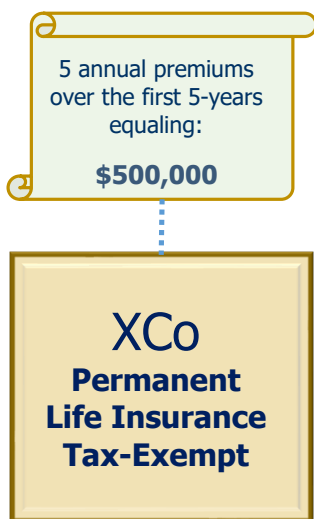 5 annual premiums
over the first 5-years
equaling:
$500,000
XCo
Permanent
Life Insurance
Tax-Exempt